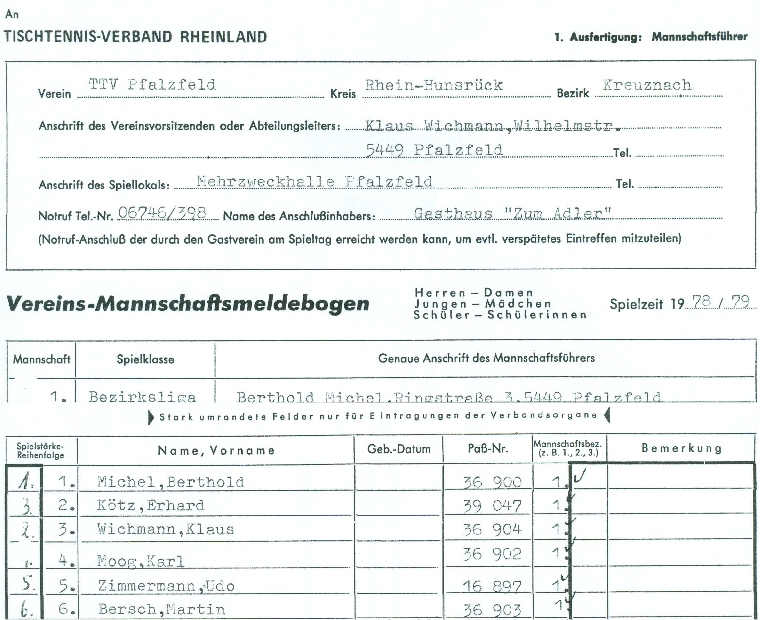 An
TISCHTENNIS-VERBAND RHEINLAND 1. Ausfertigung: Mannschaftsführer
Verein TTV Pfalzfeld Kreis Rhein-Hunsrück Bezirk Kreuznach
Anschrift des Vereinsvorsitzenden oder Abteilungsleiters: Klaus Wichmann,Wilhelmstr.
5449 Pfalzfeld Tel.
Anschrift des Spiellokals: Mehrzweckhalle Pfalzfeld Tel.
Notruf Tel.-Nr. 06746/398 Name des Anschlußinhabers: Gasthaus "Zum Adler"
(Notruf-Anschluß der durch den Gastverein am Spieltag erreicht werden kann, um evtl. verspätetes Eintreffen mitzuteilen)
Herren – Damen
Vereins-Mannschaftsmeldebogen Jungen – Mädchen Spielzeit 19 78 / 79
Schüler – Schülerinnen
Mannschaft Spielklasse Genaue Anschrift des Mannschaftsführers
1. Bezirksliga Berthold Michel,Ringstraße 3,5449 Pfalzfeld
Stark umrandete Felder nur für Eintragungen der Verbandsorgane
Spielstärke- Reihenfolge Name, Vorname Geb.-Datum Paß-Nr. Mannschaftsbez. (z. B. 1., 2., 3.) Bemerkung
1. 1. Michel,Berthold 36 900 1. ✓
3. 2. Kötz,Erhard 39 047 1. ✓
2. 3. Wichmann,Klaus 36 904 1. ✓
4. Moog,Karl 36 902 1. ✓
5. 5. Zimmermann,Udo 16 897 1. ✓
6. 6. Bersch,Martin 36 903 1. ✓